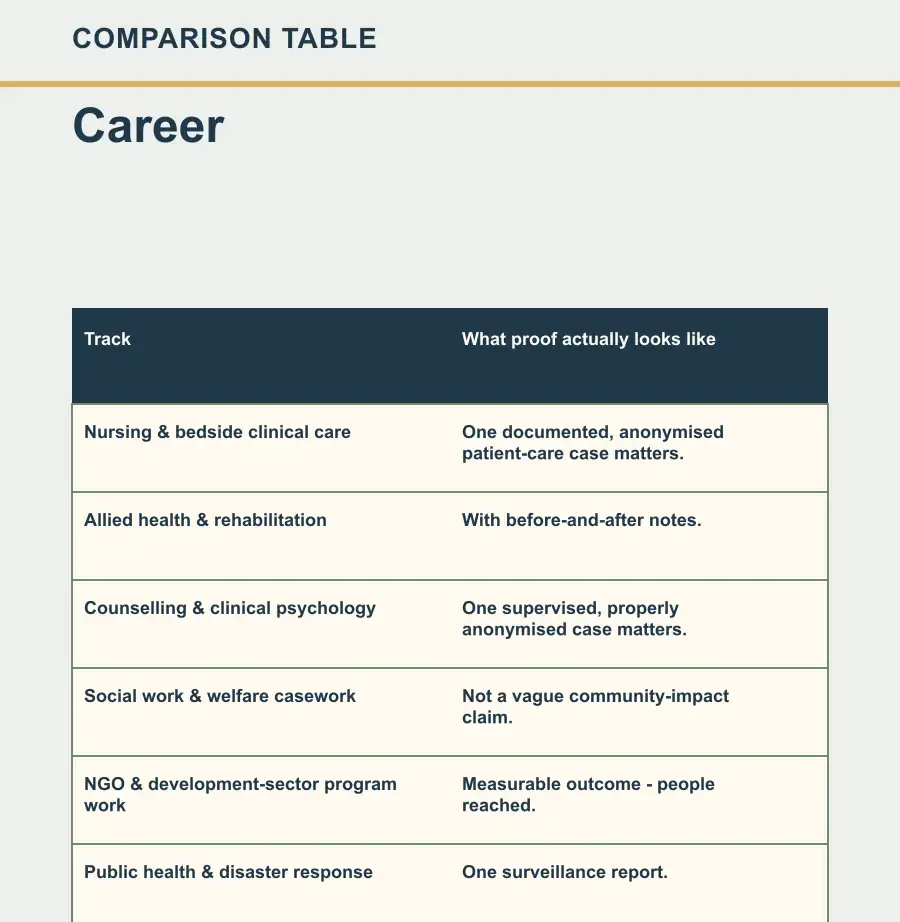 COMPARISON TABLE
Career
Track
What proof actually looks like
Nursing & bedside clinical care
One documented, anonymised
patient-care case matters.
Allied health & rehabilitation
With before-and-after notes.
Counselling & clinical psychology
One supervised, properly
anonymised case matters.
Social work & welfare casework
Not a vague community-impact
claim.
NGO & development-sector program
work
Measurable outcome - people
reached.
Public health & disaster response
One surveillance report.